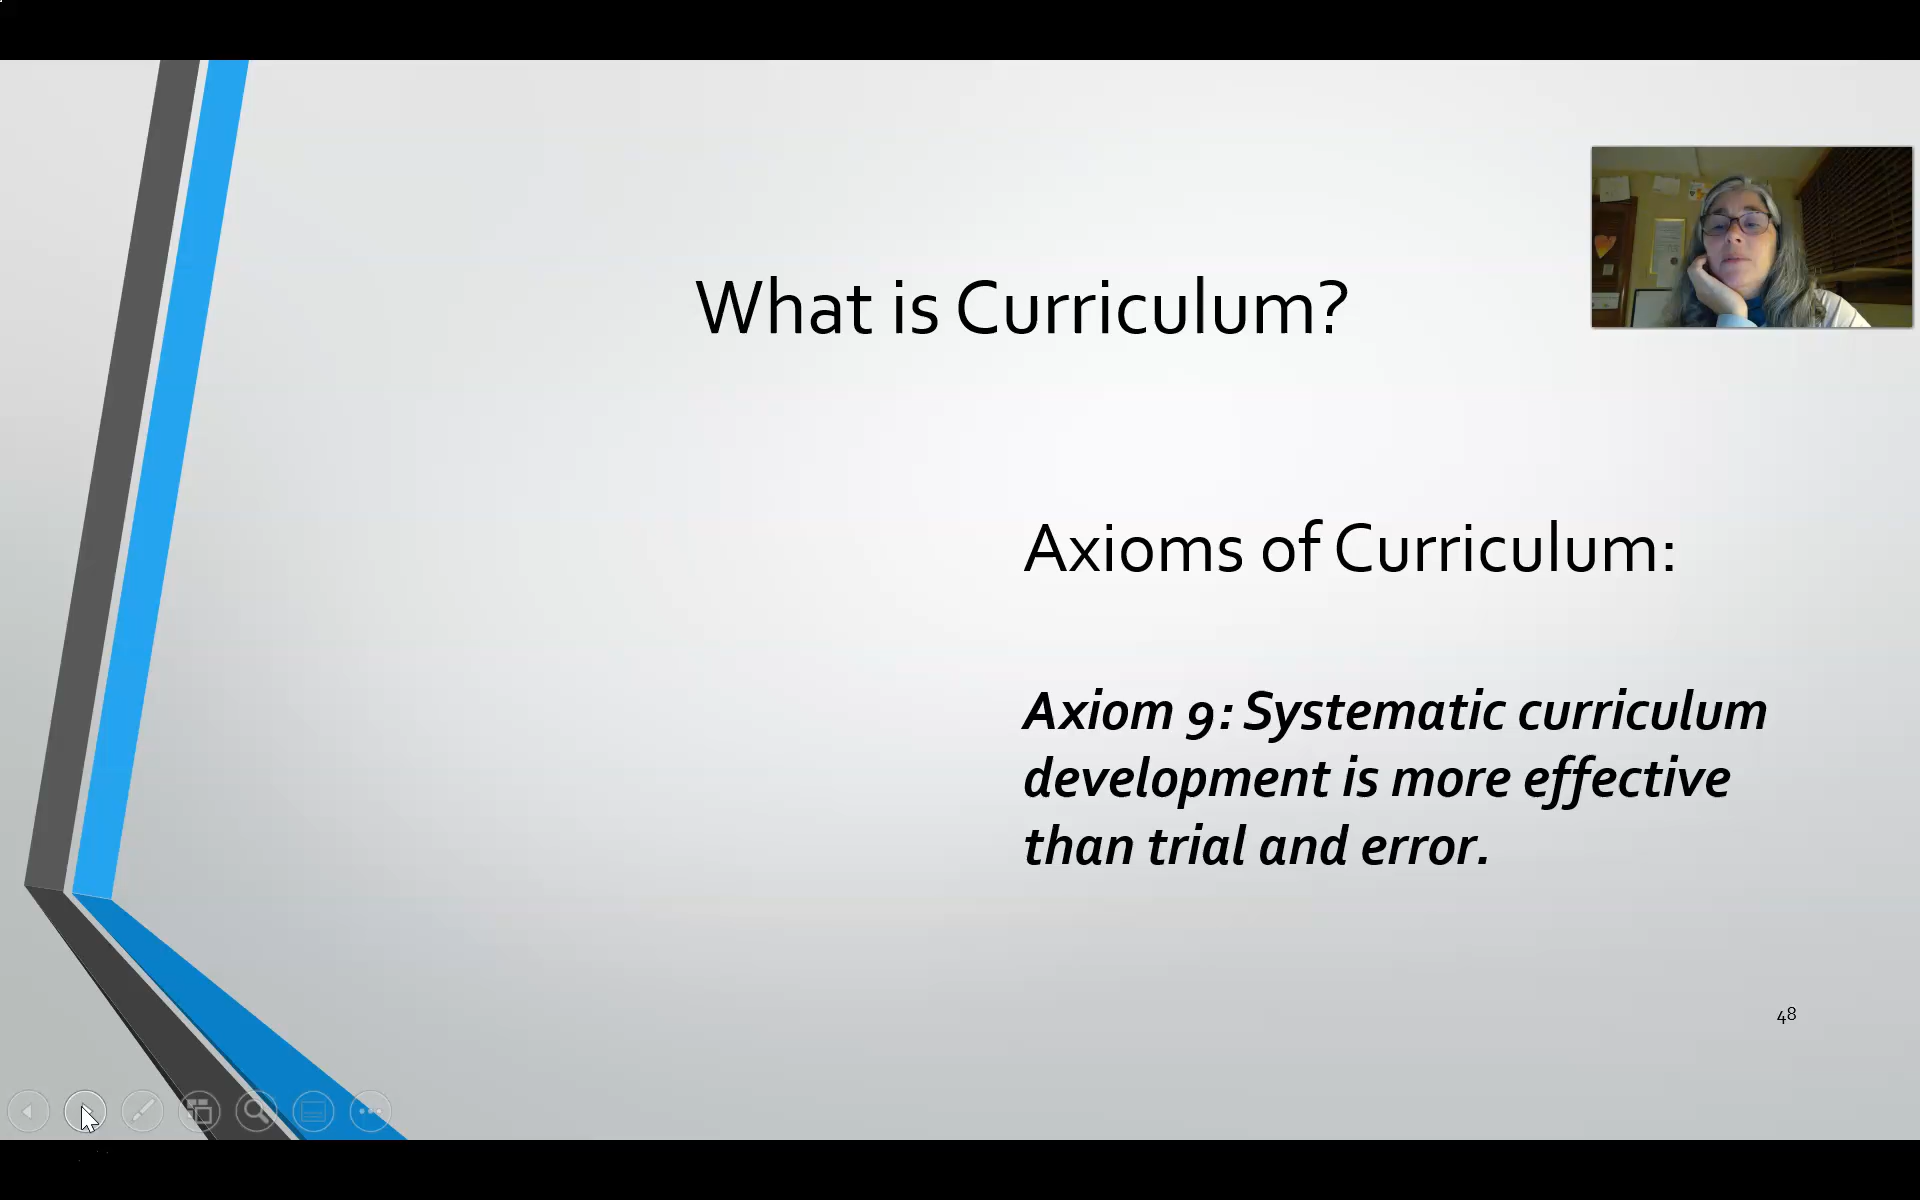 What is Curriculum?
Axioms of Curriculum:
Axiom 9: Systematic curriculum
development is more effective
than trial and error.
48